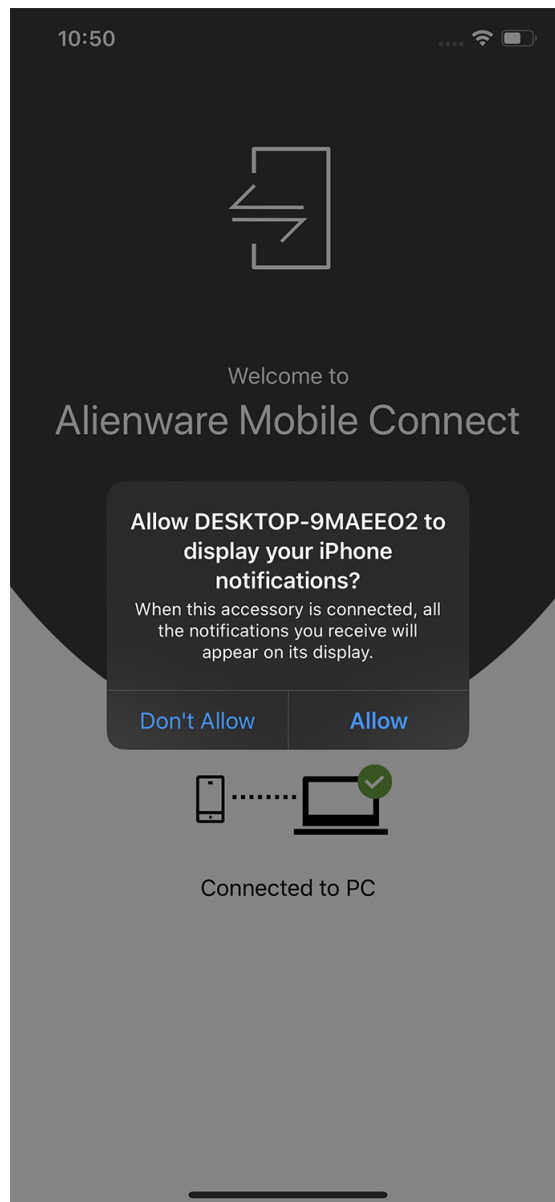 10:50
Welcome to
Alienware Mobile Connect
Allow DESKTOP-9MAEEO2 to
display your iPhone
notifications?
When this accessory is connected, all
the notifications you receive will
appear on its display.
Don't Allow
Allow
Connected to PC